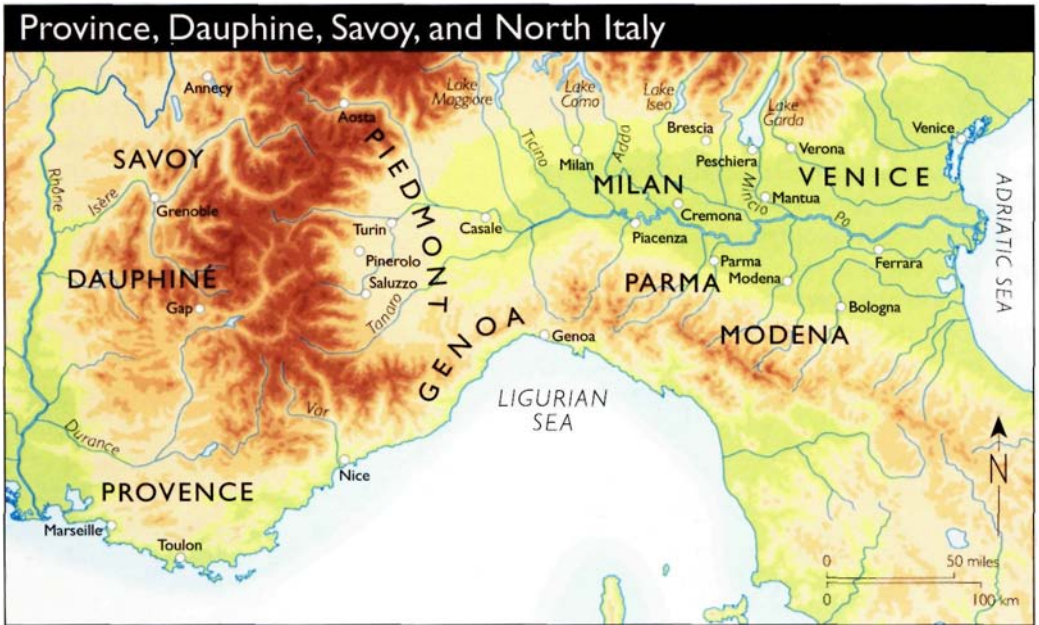 Province, Dauphine, Savoy, and North Italy
Annecy
Aosta
Lake
Maggiore
Lake
Como
Lake
Iseo
Lake
Garda
Brescia
Peschiera
Verona
Venice
SAVOY
PIEDMONT
Ticino
Milan
Adda
MILAN
Mincio
VENICE
Mantua
Rhône
Isère
Grenoble
Turin
Casale
Cremona
Piacenza
Po
ADRIATIC SEA
Pinerolo
Saluzzo
Tanaro
DAUPHINÉ
Gap
Parma
PARMA
Modena
Ferrara
Bologna
MODENA
GENOA
Genoa
LIGURIAN
SEA
Var
Durance
Nice
PROVENCE
Marseille
Toulon
N
0 50 miles
0 100 km